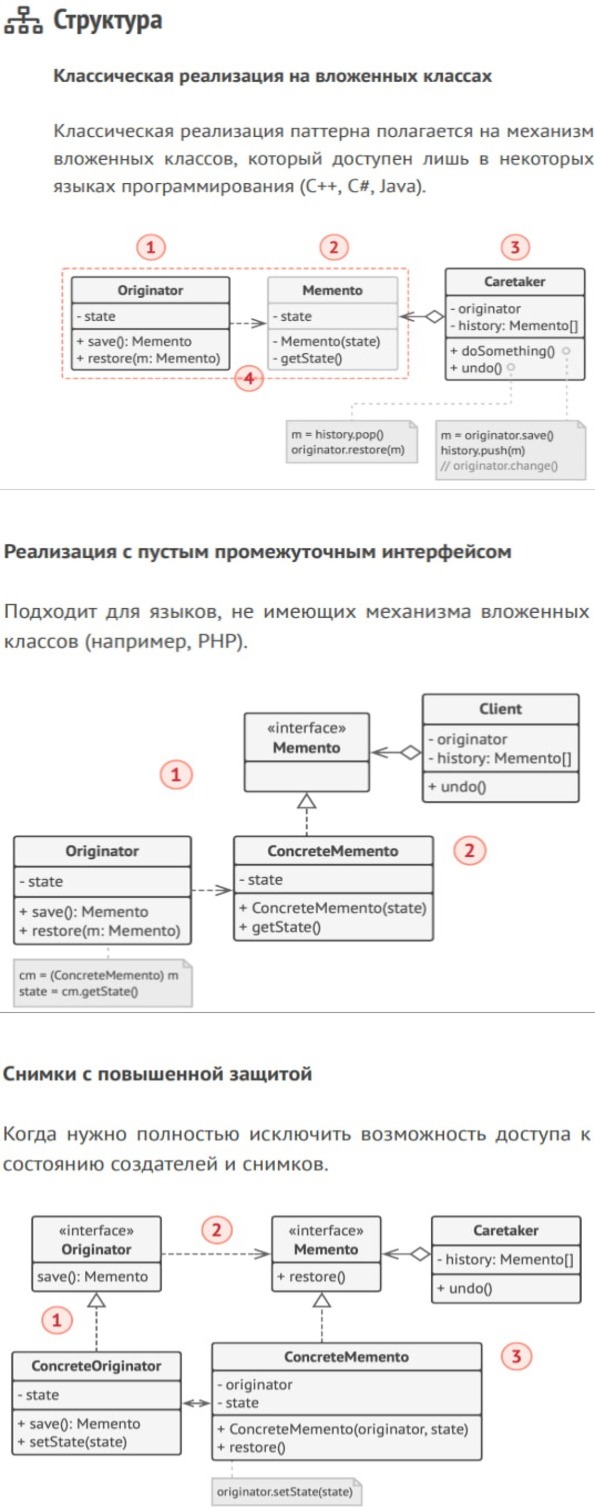 Структура
Классическая реализация на вложенных классах
Классическая реализация паттерна полагается на механизм
вложенных классов, который доступен лишь в некоторых
языках программирования (C++, C#, Java).
1
2
3
Originator
- state
+ save(): Memento
+ restore(m: Memento)
Memento
- state
- Memento(state)
- getState()
Caretaker
- originator
- history: Memento[]
+ doSomething()
+ undo()
4
m = history.pop()
originator.restore(m)
m = originator.save()
history.push(m)
// originator.change()
Реализация с пустым промежуточным интерфейсом
Подходит для языков, не имеющих механизма вложенных
классов (например, PHP).
«interface»
Memento
Client
- originator
- history: Memento[]
+ undo()
1
Originator
- state
+ save(): Memento
+ restore(m: Memento)
ConcreteMemento
- state
+ ConcreteMemento(state)
+ getState()
2
cm = (ConcreteMemento) m
state = cm.getState()
Снимки с повышенной защитой
Когда нужно полностью исключить возможность доступа к
состоянию создателей и снимков.
«interface»
Originator
save(): Memento
2
«interface»
Memento
+ restore()
Caretaker
- history: Memento[]
+ undo()
1
ConcreteOriginator
- state
+ save(): Memento
+ setState(state)
ConcreteMemento
- originator
- state
+ ConcreteMemento(originator, state)
+ restore()
3
originator.setState(state)